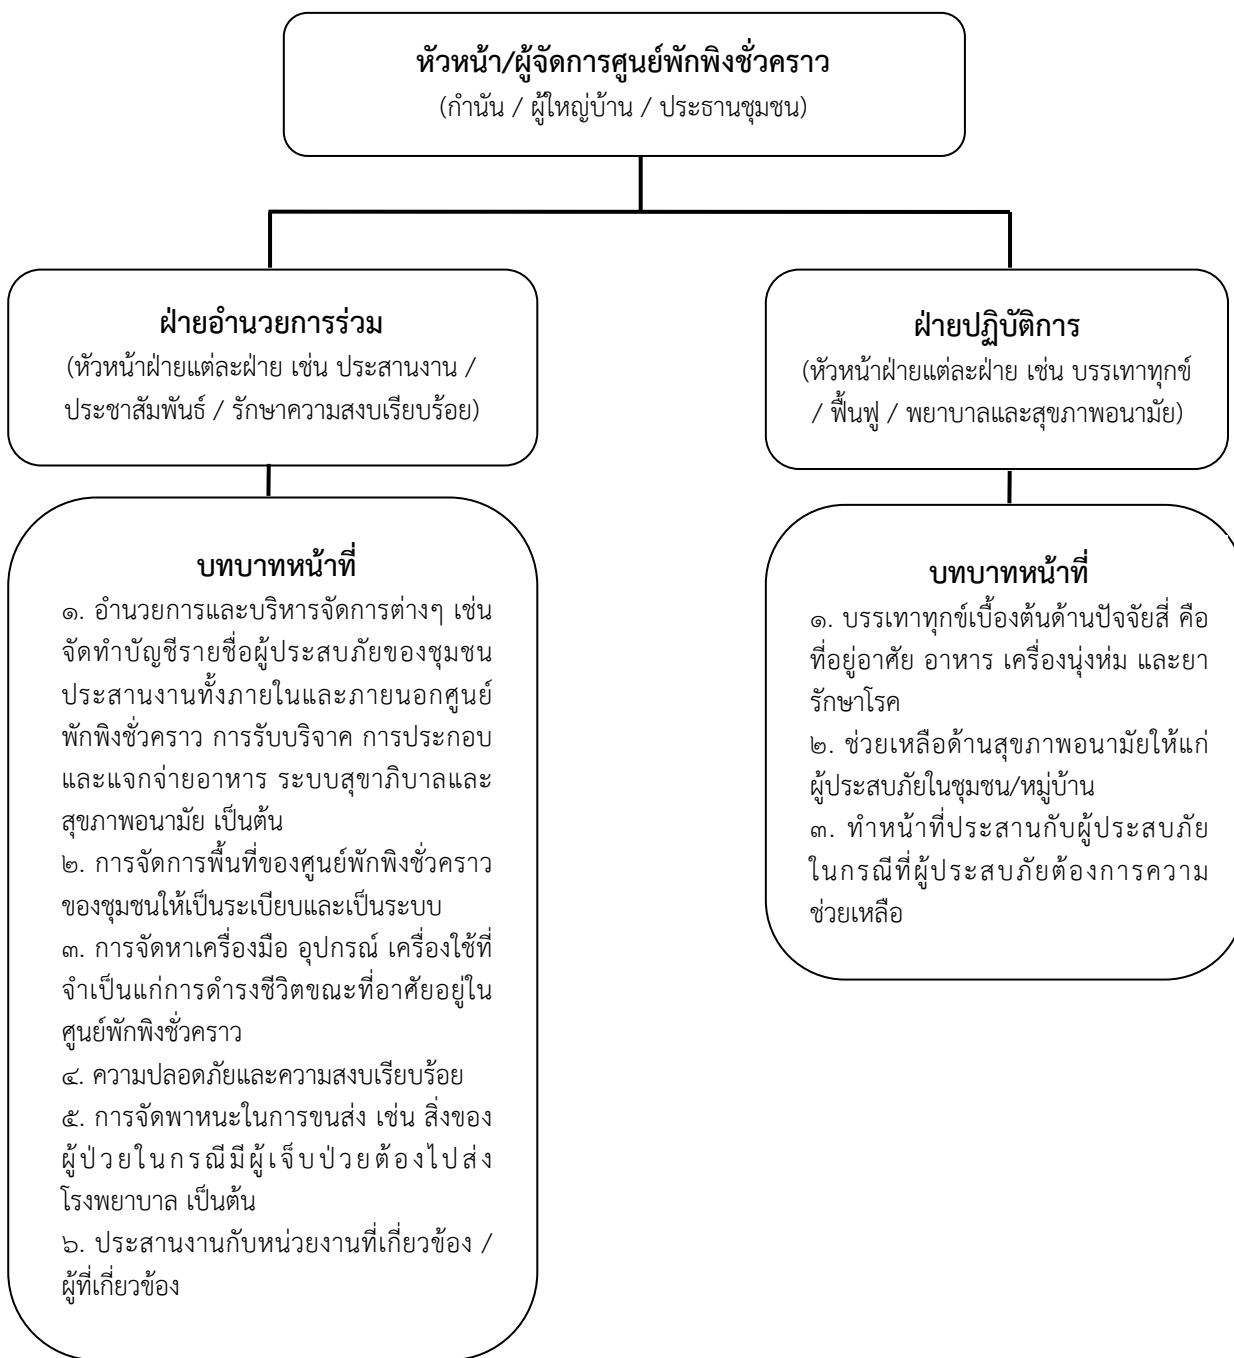 หัวหน้า/ผู้จัดการศูนย์พักพิงชั่วคราว
(กำนัน / ผู้ใหญ่บ้าน / ประธานชุมชน)
ฝ่ายอำนวยการร่วม
(หัวหน้าฝ่ายแต่ละฝ่าย เช่น ประสานงาน /
ประชาสัมพันธ์ / รักษาความสงบเรียบร้อย)
บทบาทหน้าที่
๑. อำนวยการและบริหารจัดการต่างๆ เช่น
จัดทำบัญชีรายชื่อผู้ประสบภัยของชุมชน
ประสานงานทั้งภายในและภายนอกศูนย์
พักพิงชั่วคราว การรับบริจาค การประกอบ
และแจกจ่ายอาหาร ระบบสุขาภิบาลและ
สุขภาพอนามัย เป็นต้น
๒. การจัดการพื้นที่ของศูนย์พักพิงชั่วคราว
ของชุมชนให้เป็นระเบียบและเป็นระบบ
๓. การจัดหาเครื่องมือ อุปกรณ์ เครื่องใช้ที่
จำเป็นแก่การดำรงชีวิตขณะที่อาศัยอยู่ใน
ศูนย์พักพิงชั่วคราว
๔. ความปลอดภัยและความสงบเรียบร้อย
๕. การจัดพาหนะในการขนส่ง เช่น สิ่งของ
ผู้ป่วยในกรณีมีผู้เจ็บป่วยต้องไปส่ง
โรงพยาบาล เป็นต้น
๖. ประสานงานกับหน่วยงานที่เกี่ยวข้อง /
ผู้ที่เกี่ยวข้อง
ฝ่ายปฏิบัติการ
(หัวหน้าฝ่ายแต่ละฝ่าย เช่น บรรเทาทุกข์
/ ฟื้นฟู / พยาบาลและสุขภาพอนามัย)
บทบาทหน้าที่
๑. บรรเทาทุกข์เบื้องต้นด้านปัจจัยสี่ คือ
ที่อยู่อาศัย อาหาร เครื่องนุ่งห่ม และยา
รักษาโรค
๒. ช่วยเหลือด้านสุขภาพอนามัยให้แก่
ผู้ประสบภัยในชุมชน/หมู่บ้าน
๓. ทำหน้าที่ประสานกับผู้ประสบภัย
ในกรณีที่ผู้ประสบภัยต้องการความ
ช่วยเหลือ